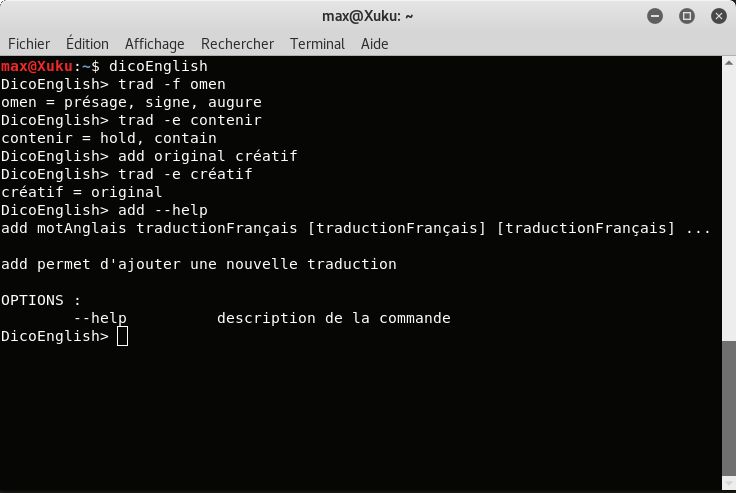 max@Xuku: ~
Fichier Édition Affichage Rechercher Terminal Aide
max@Xuku:~$ dicoEnglish
DicoEnglish> trad -f omen
omen = présage, signe, augure
DicoEnglish> trad -e contenir
contenir = hold, contain
DicoEnglish> add original créatif
DicoEnglish> trad -e créatif
créatif = original
DicoEnglish> add --help
add motAnglais traductionFrançais [traductionFrançais] [traductionFrançais] ...
add permet d'ajouter une nouvelle traduction
OPTIONS :
--help description de la commande
DicoEnglish>